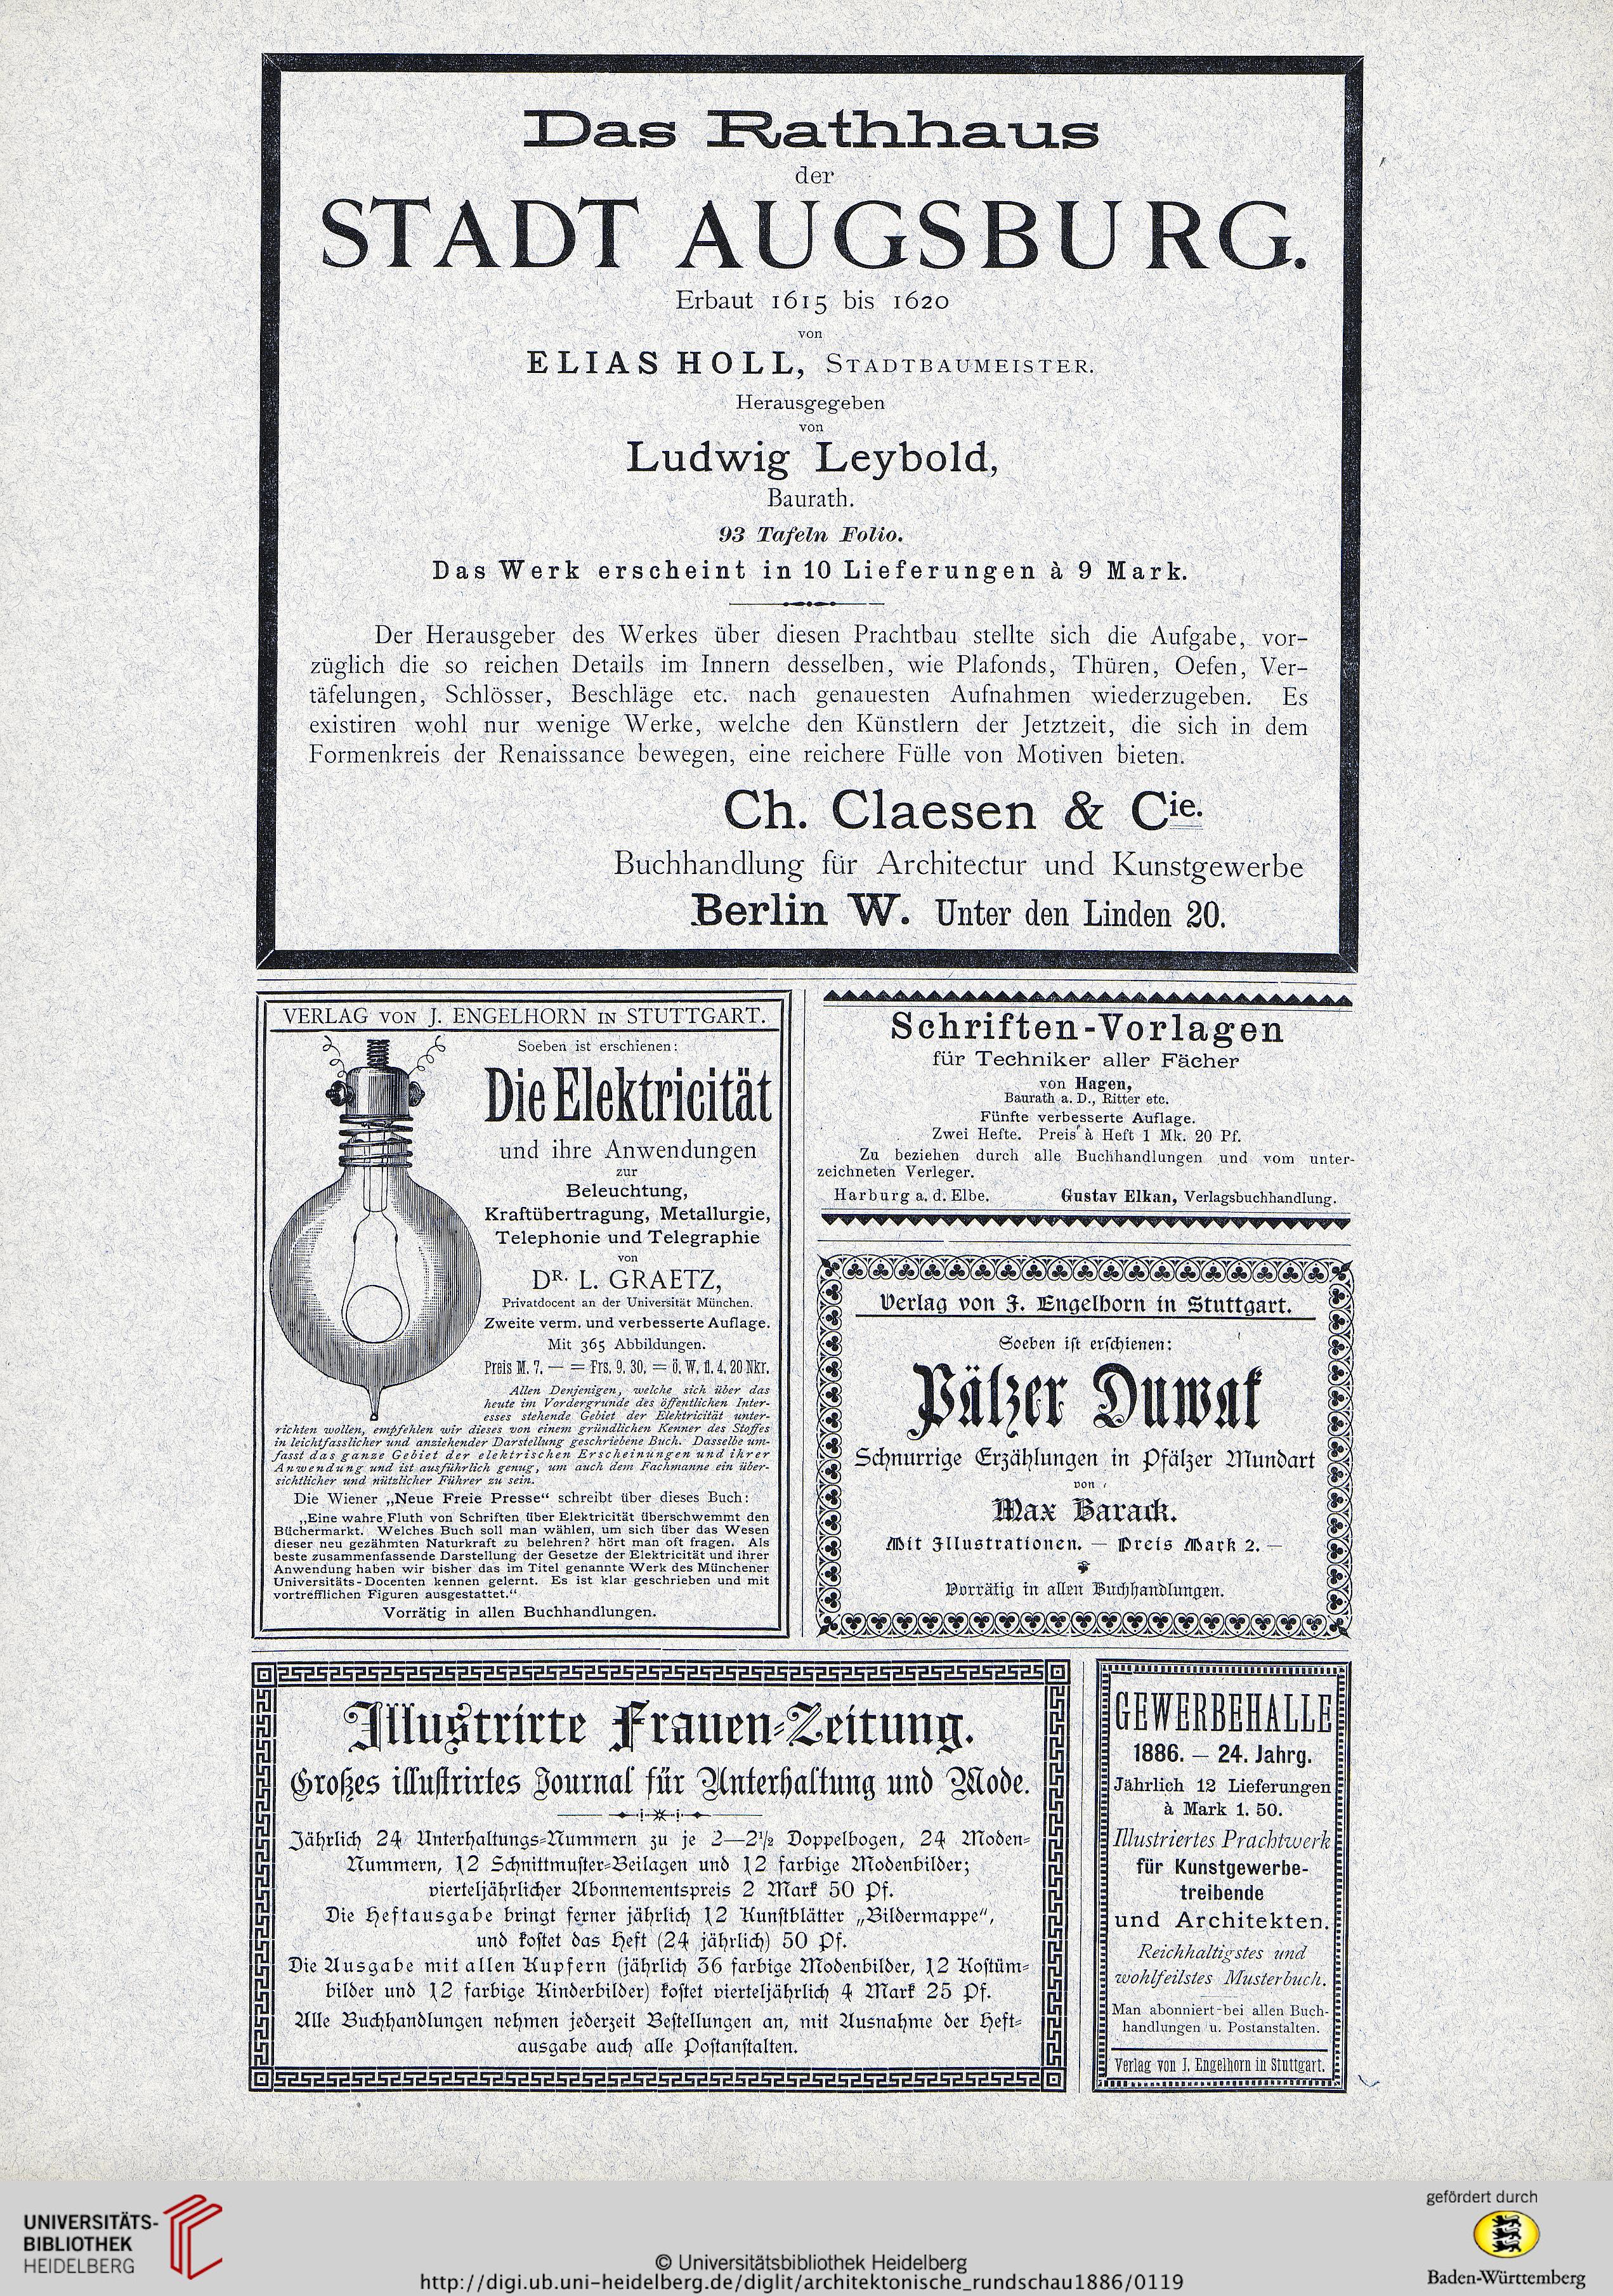 Das Rathhaus
der
STADT AUGSBURG.
Erbaut 1615 bis 1620
von
ELIAS HOLL, STADTBAUMEISTER.
Herausgegeben
von
Ludwig Leybold,
Baurath.
93 Tafeln Folio.
Das Werk erscheint in 10 Lieferungen à 9 Mark.
Der Herausgeber des Werkes über diesen Prachtbau stellte sich die Aufgabe, vor-
züglich die so reichen Details im Innern desselben, wie Plafonds, Thüren, Oefen, Ver-
täfelungen, Schlösser, Beschläge etc. nach genauesten Aufnahmen wiederzugeben. Es
existiren wohl nur wenige Werke, welche den Künstlern der Jetztzeit, die sich in dem
Formenkreis der Renaissance bewegen, eine reichere Fülle von Motiven bieten.
Ch. Claesen & Cie.
Buchhandlung für Architectur und Kunstgewerbe
Berlin W. Unter den Linden 20.
VERLAG VON J. ENGELHORN IN STUTTGART.
Soeben ist erschienen:
Die Elektricität
und ihre Anwendungen
zur
Beleuchtung,
Kraftübertragung, Metallurgie,
Telephonie und Telegraphie
von
DR. L. GRAETZ,
Privatdocent an der Universität München.
Zweite verm. und verbesserte Auflage.
Mit 365 Abbildungen.
Preis M. 7. — = Frs. 9. 30. = ö. W. fl. 4. 20 Nkr.
Allen Denjenigen, welche sich über das
heute im Vordergrunde des öffentlichen Inter-
esses stehende Gebiet der Elektricität unter-
richten wollen, empfehlen wir dieses von einem gründlichen Kenner des Stoffes
in leichtfasslicher und anziehender Darstellung geschriebene Buch. Dasselbe um-
fasst das ganze Gebiet der elektrischen Erscheinungen und ihrer
Anwendung und ist ausführlich genug, um auch dem Fachmanne ein über-
sichtlicher und nützlicher Führer zu sein.
Die Wiener „Neue Freie Presse“ schreibt über dieses Buch:
„Eine wahre Fluth von Schriften über Elektricität überschwemmt den
Büchermarkt. Welches Buch soll man wählen, um sich über das Wesen
dieser neu gezähmten Naturkraft zu belehren? hört man oft fragen. Als
beste zusammenfassende Darstellung der Gesetze der Elektricität und ihrer
Anwendung haben wir bisher das im Titel genannte Werk des Münchener
Universitäts-Docenten kennen gelernt. Es ist klar geschrieben und mit
vortrefflichen Figuren ausgestattet.“
Vorrätig in allen Buchhandlungen.
Schriften-Vorlagen
für Techniker aller Fächer
von Hagen,
Baurath a. D., Ritter etc.
Fünfte verbesserte Auflage.
Zwei Hefte. Preis à Heft 1 Mk. 20 Pf.
Zu beziehen durch alle Buchhandlungen und vom unter-
zeichneten Verleger.
Harburg a. d. Elbe. Gustav Elkan, Verlagsbuchhandlung.
Verlag von J. Engelhorn in Stuttgart.
Soeben ist erschienen:
Pälzer Duwak
Schnurrige Erzählungen in Pfälzer Mundart
von
Max Barack.
Mit Illustrationen. — Preis Mark 2. —
Vorrätig in allen Buchhandlungen.
Illustrirte Frauen-Zeitung.
Großes illustrirtes Journal für Unterhaltung und Mode.
Jährlich 24 Unterhaltungs-Nummern zu je 2—2½ Doppelbogen, 24 Moden-
Nummern, 12 Schnittmuster-Beilagen und 12 farbige Modenbilder;
vierteljährlicher Abonnementspreis 2 Mark 50 Pf.
Die Heftausgabe bringt ferner jährlich 12 Kunstblätter „Bildermappe“,
und kostet das Heft (24 jährlich) 50 Pf.
Die Ausgabe mit allen Kupfern (jährlich 36 farbige Modenbilder, 12 Kostüm-
bilder und 12 farbige Kinderbilder) kostet vierteljährlich 4 Mark 25 Pf.
Alle Buchhandlungen nehmen jederzeit Bestellungen an, mit Ausnahme der Heft-
ausgabe auch alle Postanstalten.
GEWERBEHALLE
1886. — 24. Jahrg.
Jährlich 12 Lieferungen
à Mark 1. 50.
Illustriertes Prachtwerk
für Kunstgewerbe-
treibende
und Architekten.
Reichhaltigstes und
wohlfeilstes Musterbuch.
Man abonniert bei allen Buch-
handlungen u. Postanstalten.
Verlag von J. Engelhorn in Stuttgart.
UNIVERSITÄTS-
BIBLIOTHEK
HEIDELBERG
© Universitätsbibliothek Heidelberg
http://digi.ub.uni-heidelberg.de/diglit/architektonische_rundschau1886/0119
gefördert durch
Baden-Württemberg